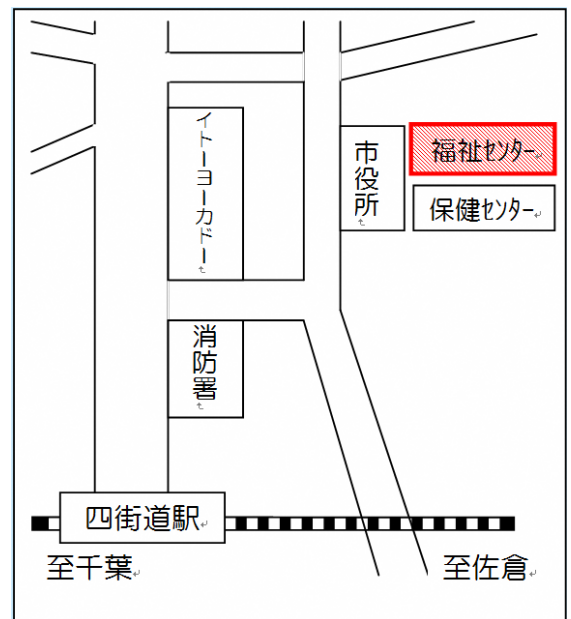 イトーヨーカドー
市役所
福祉センター
保健センター
消防署
四街道駅
至千葉
至佐倉